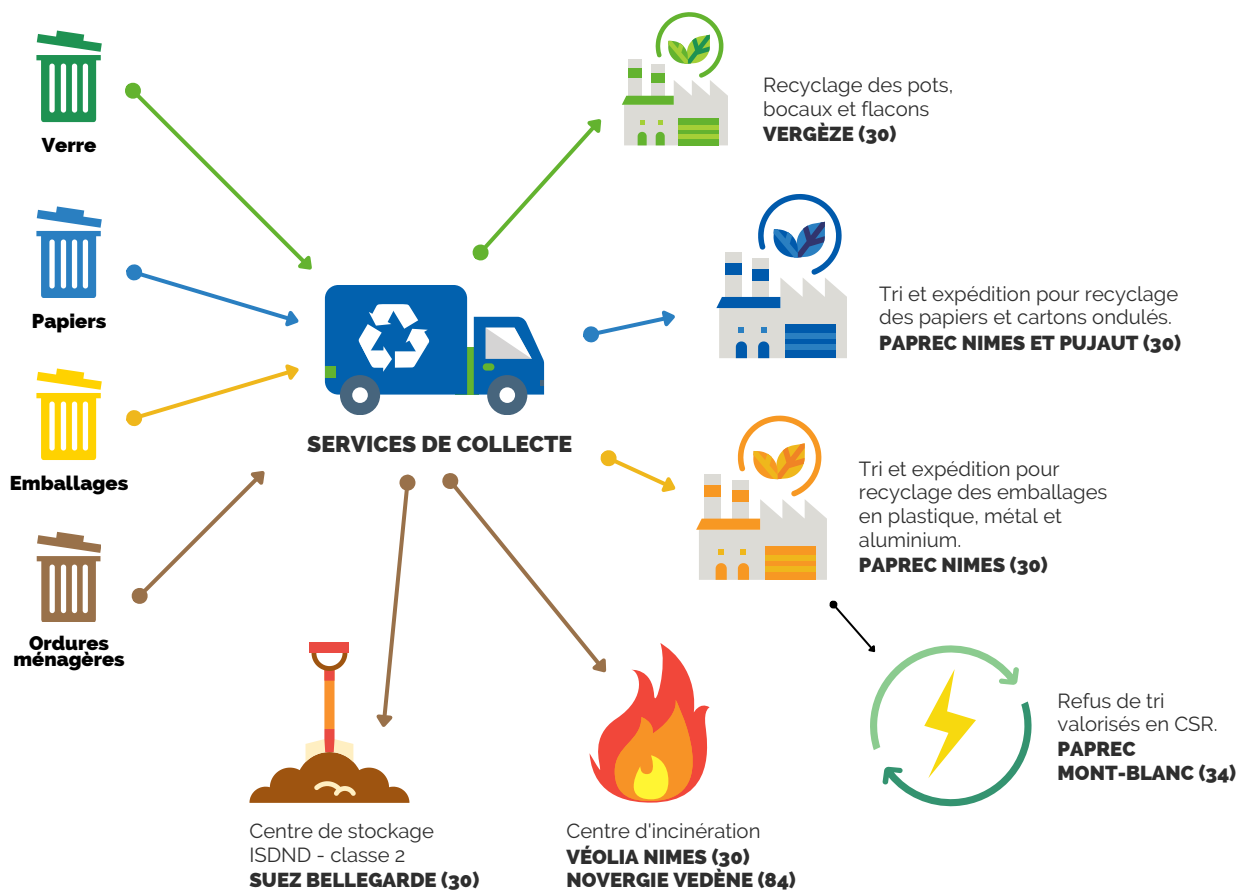 Verre
Papiers
Emballages
Ordures
ménagères
SERVICES DE COLLECTE
Recyclage des pots,
bocaux et flacons
VERGÈZE (30)
Tri et expédition pour recyclage
des papiers et cartons ondulés.
PAPREC NIMES ET PUJAUT (30)
Tri et expédition pour
recyclage des emballages
en plastique, métal et
aluminium.
PAPREC NIMES (30)
Refus de tri
valorisés en CSR.
PAPREC
MONT-BLANC (34)
Centre de stockage
ISDND - classe 2
SUEZ BELLEGARDE (30)
Centre d'incinération
VÉOLIA NIMES (30)
NOVERGIE VEDÈNE (84)